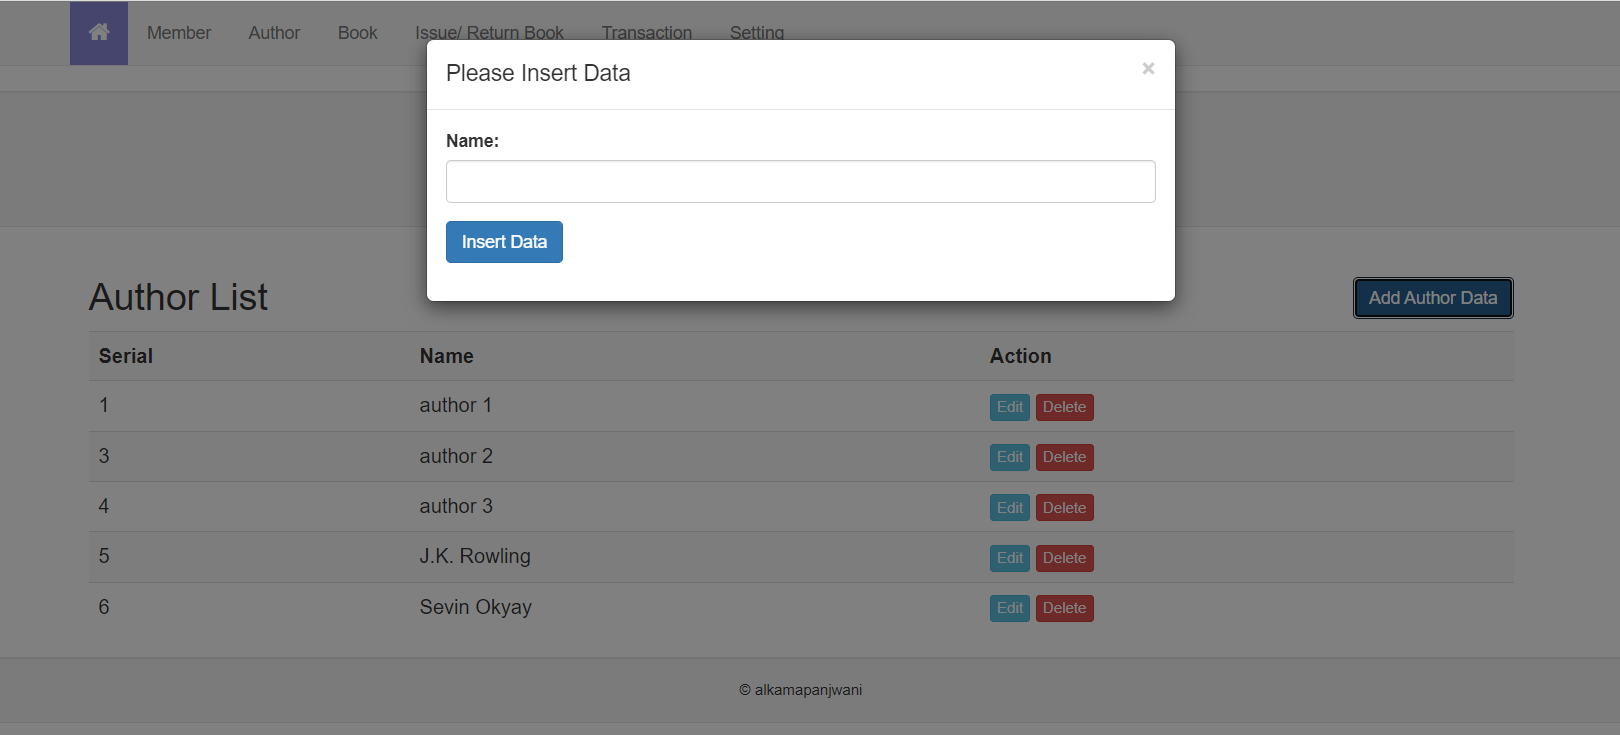 Member Author Book Issue/ Return Book Transaction Setting
Please Insert Data ×
Name:
Insert Data
Author List Add Author Data
Serial Name Action
1 author 1 Edit Delete
3 author 2 Edit Delete
4 author 3 Edit Delete
5 J.K. Rowling Edit Delete
6 Sevin Okyay Edit Delete
© alkamapanjwani